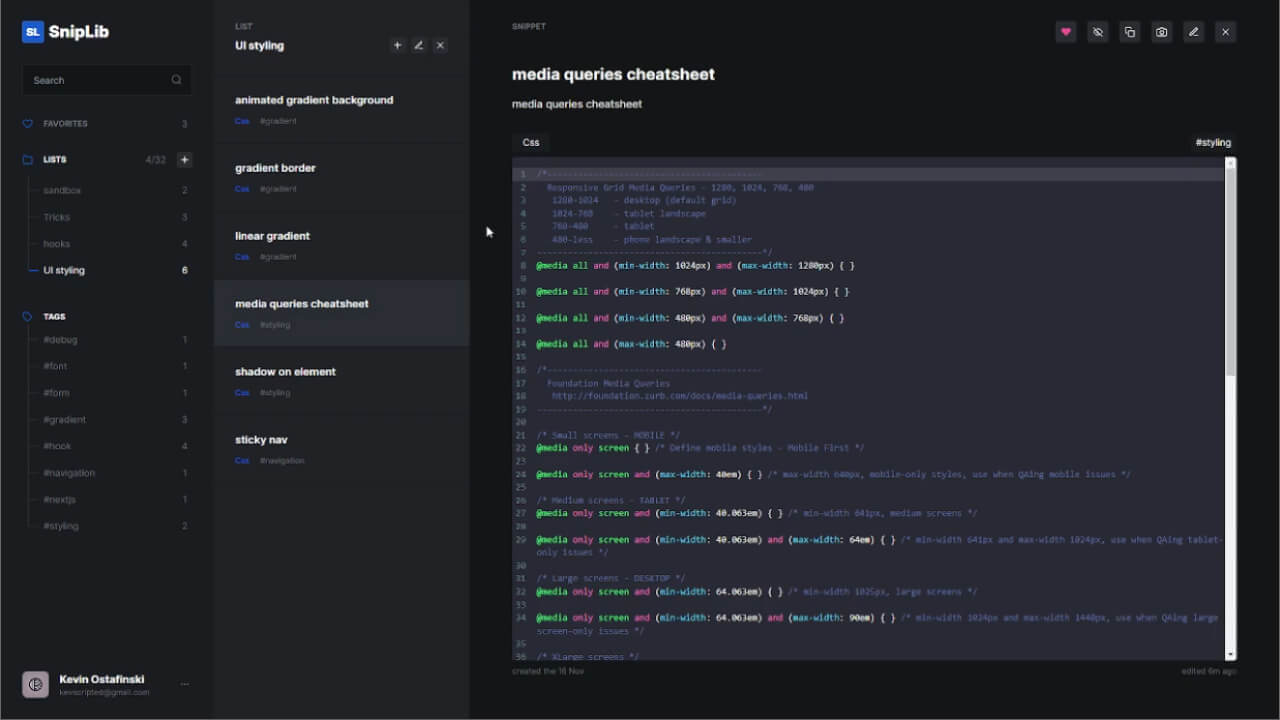 SL SnipLib
Search
FAVORITES 3
LISTS 4/32 +
sandbox 2
Tricks 3
hooks 4
UI styling 6
TAGS
#debug 1
#font 1
#form 1
#gradient 3
#hook 4
#navigation 1
#nextjs 1
#styling 2
Kevin Ostafinski
kevscripted@gmail.com
LIST
UI styling
animated gradient background
Css #gradient
gradient border
Css #gradient
linear gradient
Css #gradient
media queries cheatsheet
Css #styling
shadow on element
Css #styling
sticky nav
Css #navigation
SNIPPET
media queries cheatsheet
media queries cheatsheet
Css #styling
1 /*------------------------------------------
2 Responsive Grid Media Queries - 1280, 1024, 768, 480
3 1280-1024 - desktop (default grid)
4 1024-768 - tablet landscape
5 768-480 - tablet
6 480-less - phone landscape & smaller
7 --------------------------------------------*/
8 @media all and (min-width: 1024px) and (max-width: 1280px) { }
9
10 @media all and (min-width: 768px) and (max-width: 1024px) { }
11
12 @media all and (min-width: 480px) and (max-width: 768px) { }
13
14 @media all and (max-width: 480px) { }
15
16 /*------------------------------------------
17 Foundation Media Queries
18 http://foundation.zurb.com/docs/media-queries.html
19 --------------------------------------------*/
20
21 /* Small screens - MOBILE */
22 @media only screen { } /* Define mobile styles - Mobile First */
23
24 @media only screen and (max-width: 40em) { } /* max-width 640px, mobile-only styles, use when QAing mobile issues */
25
26 /* Medium screens - TABLET */
27 @media only screen and (min-width: 40.063em) { } /* min-width 641px, medium screens */
28
29 @media only screen and (min-width: 40.063em) and (max-width: 64em) { } /* min-width 641px and max-width 1024px, use when QAing tablet-
only issues */
30
31 /* Large screens - DESKTOP */
32 @media only screen and (min-width: 64.063em) { } /* min-width 1025px, large screens */
33
34 @media only screen and (min-width: 64.063em) and (max-width: 90em) { } /* min-width 1024px and max-width 1440px, use when QAing large
screen-only issues */
35
36 /* XLarge screens */
created the 16 Nov edited 6m ago